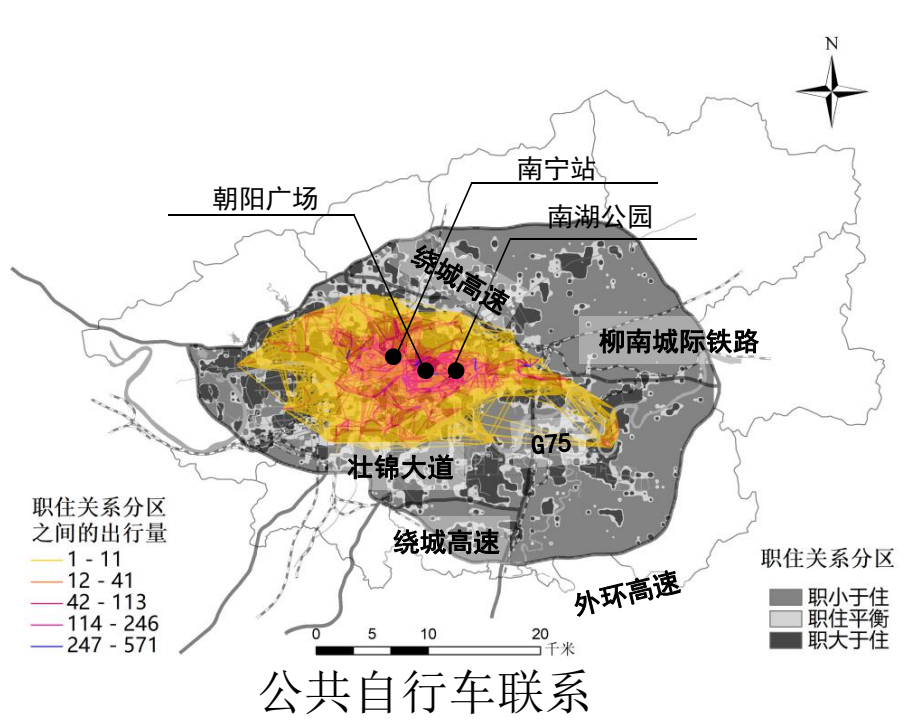 N
南宁站
朝阳广场
南湖公园
绕城高速
柳南城际铁路
G75
壮锦大道
绕城高速
外环高速
职住关系分区
之间的出行量
1 - 11
12 - 41
42 - 113
114 - 246
247 - 571
职住关系分区
职小于住
职住平衡
职大于住
0 5 10 20
千米
公共自行车联系